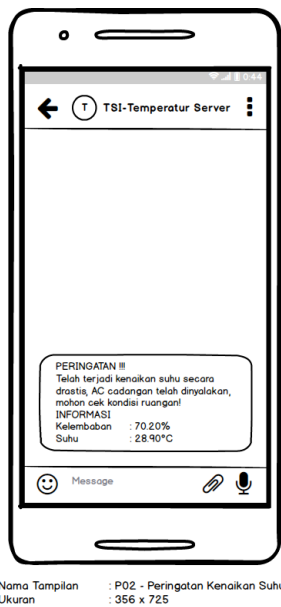 0:44
T TSI-Temperatur Server
PERINGATAN !!!
Telah terjadi kenaikan suhu secara
drastis, AC cadangan telah dinyalakan,
mohon cek kondisi ruangan!
INFORMASI
Kelembaban : 70.20%
Suhu : 28.90°C
Message
Nama Tampilan : P02 - Peringatan Kenaikan Suhu
Ukuran : 356 x 725